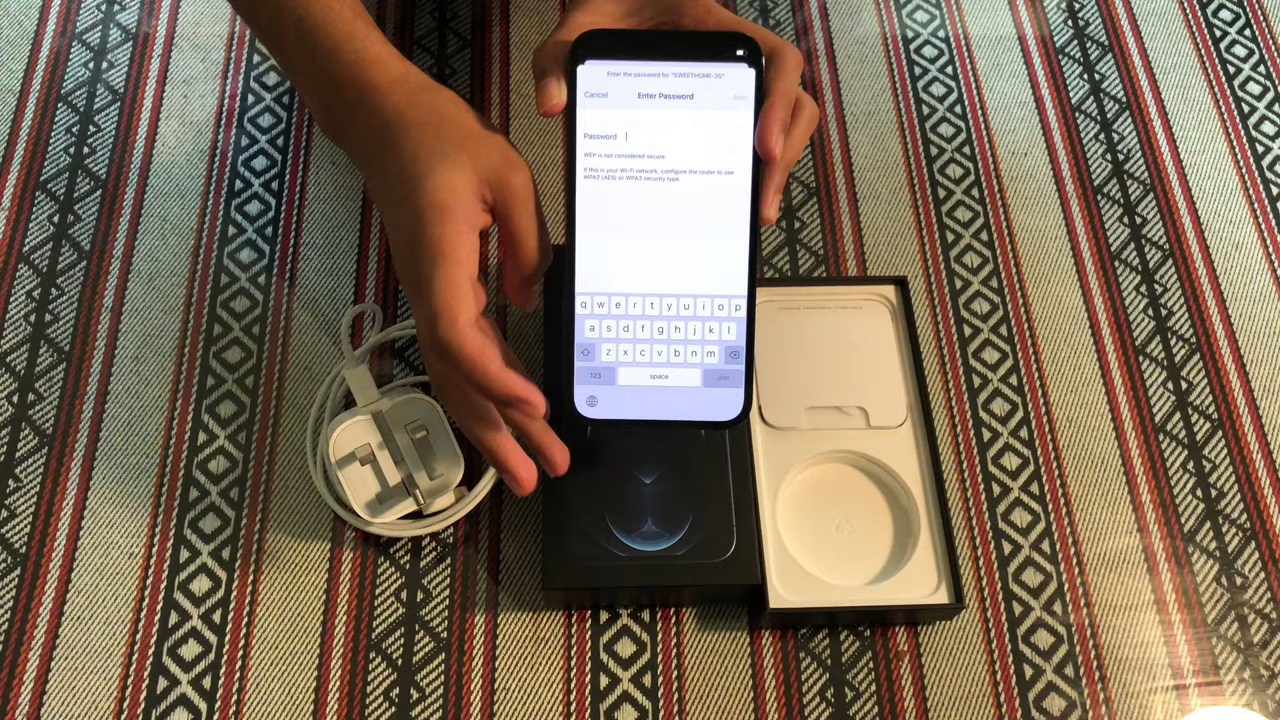 Enter the password for "SWEETHOME-2G"
Cancel
Enter Password
Join
Password
WEP is not considered secure.
If this is your Wi-Fi network, configure the router to use
WPA2 (AES) or WPA3 security type.
q w e r t y u i o p
a s d f g h j k l
z x c v b n m
123
space
join